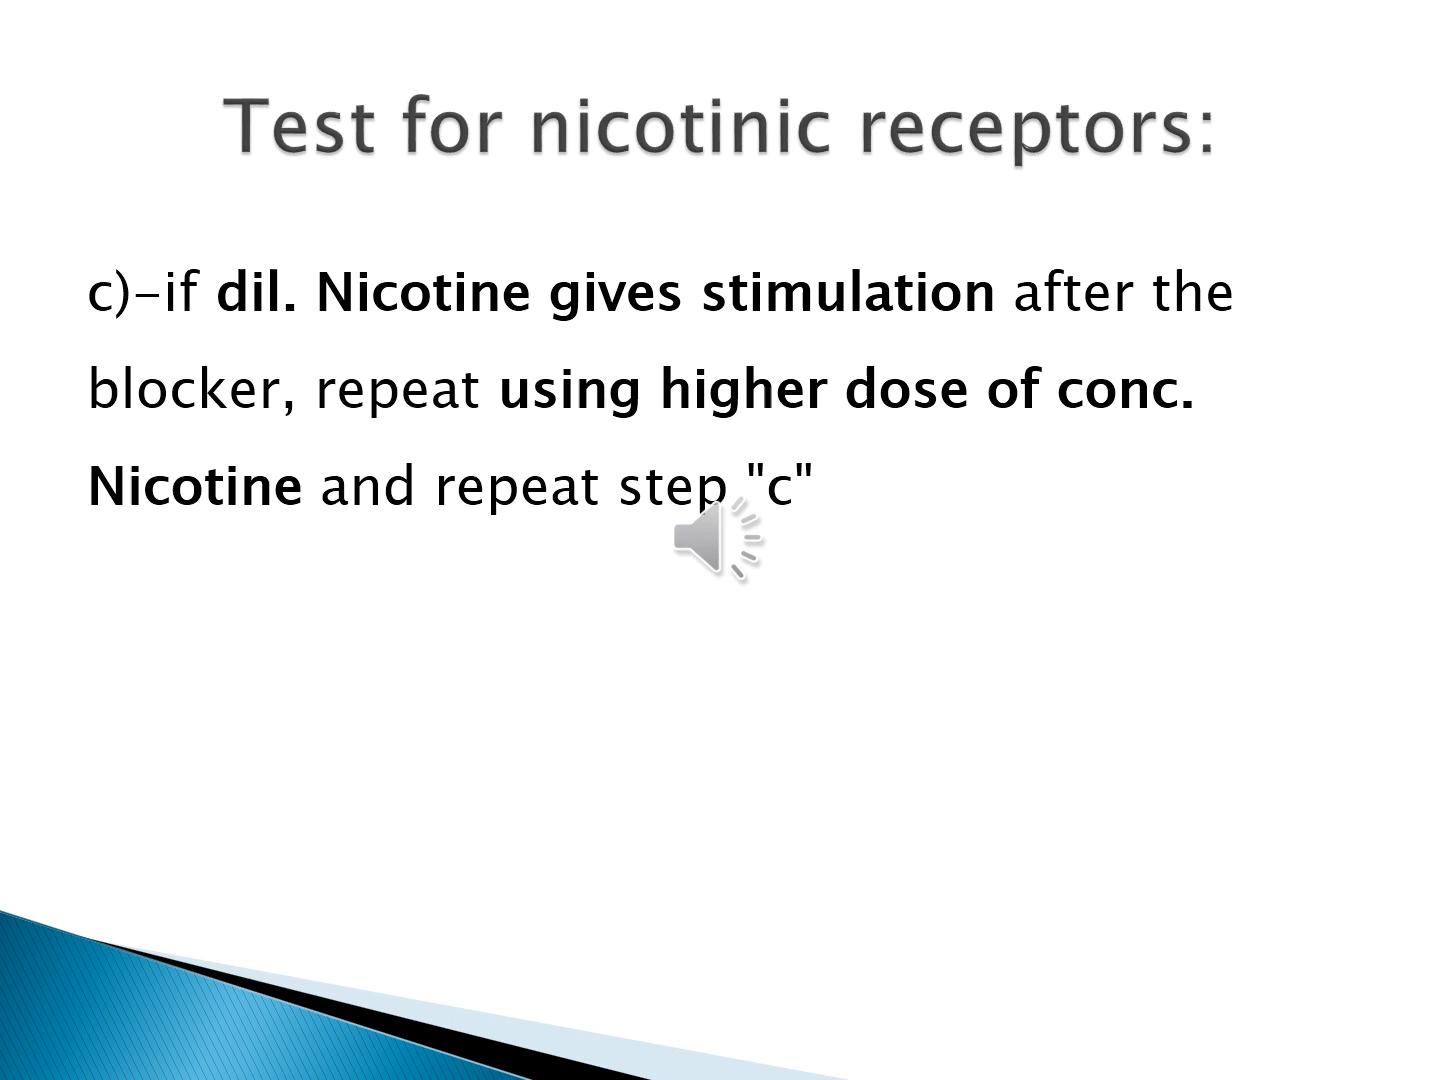 Test for nicotinic receptors:
c)-if dil. Nicotine gives stimulation after the
blocker, repeat using higher dose of conc.
Nicotine and repeat step "c"